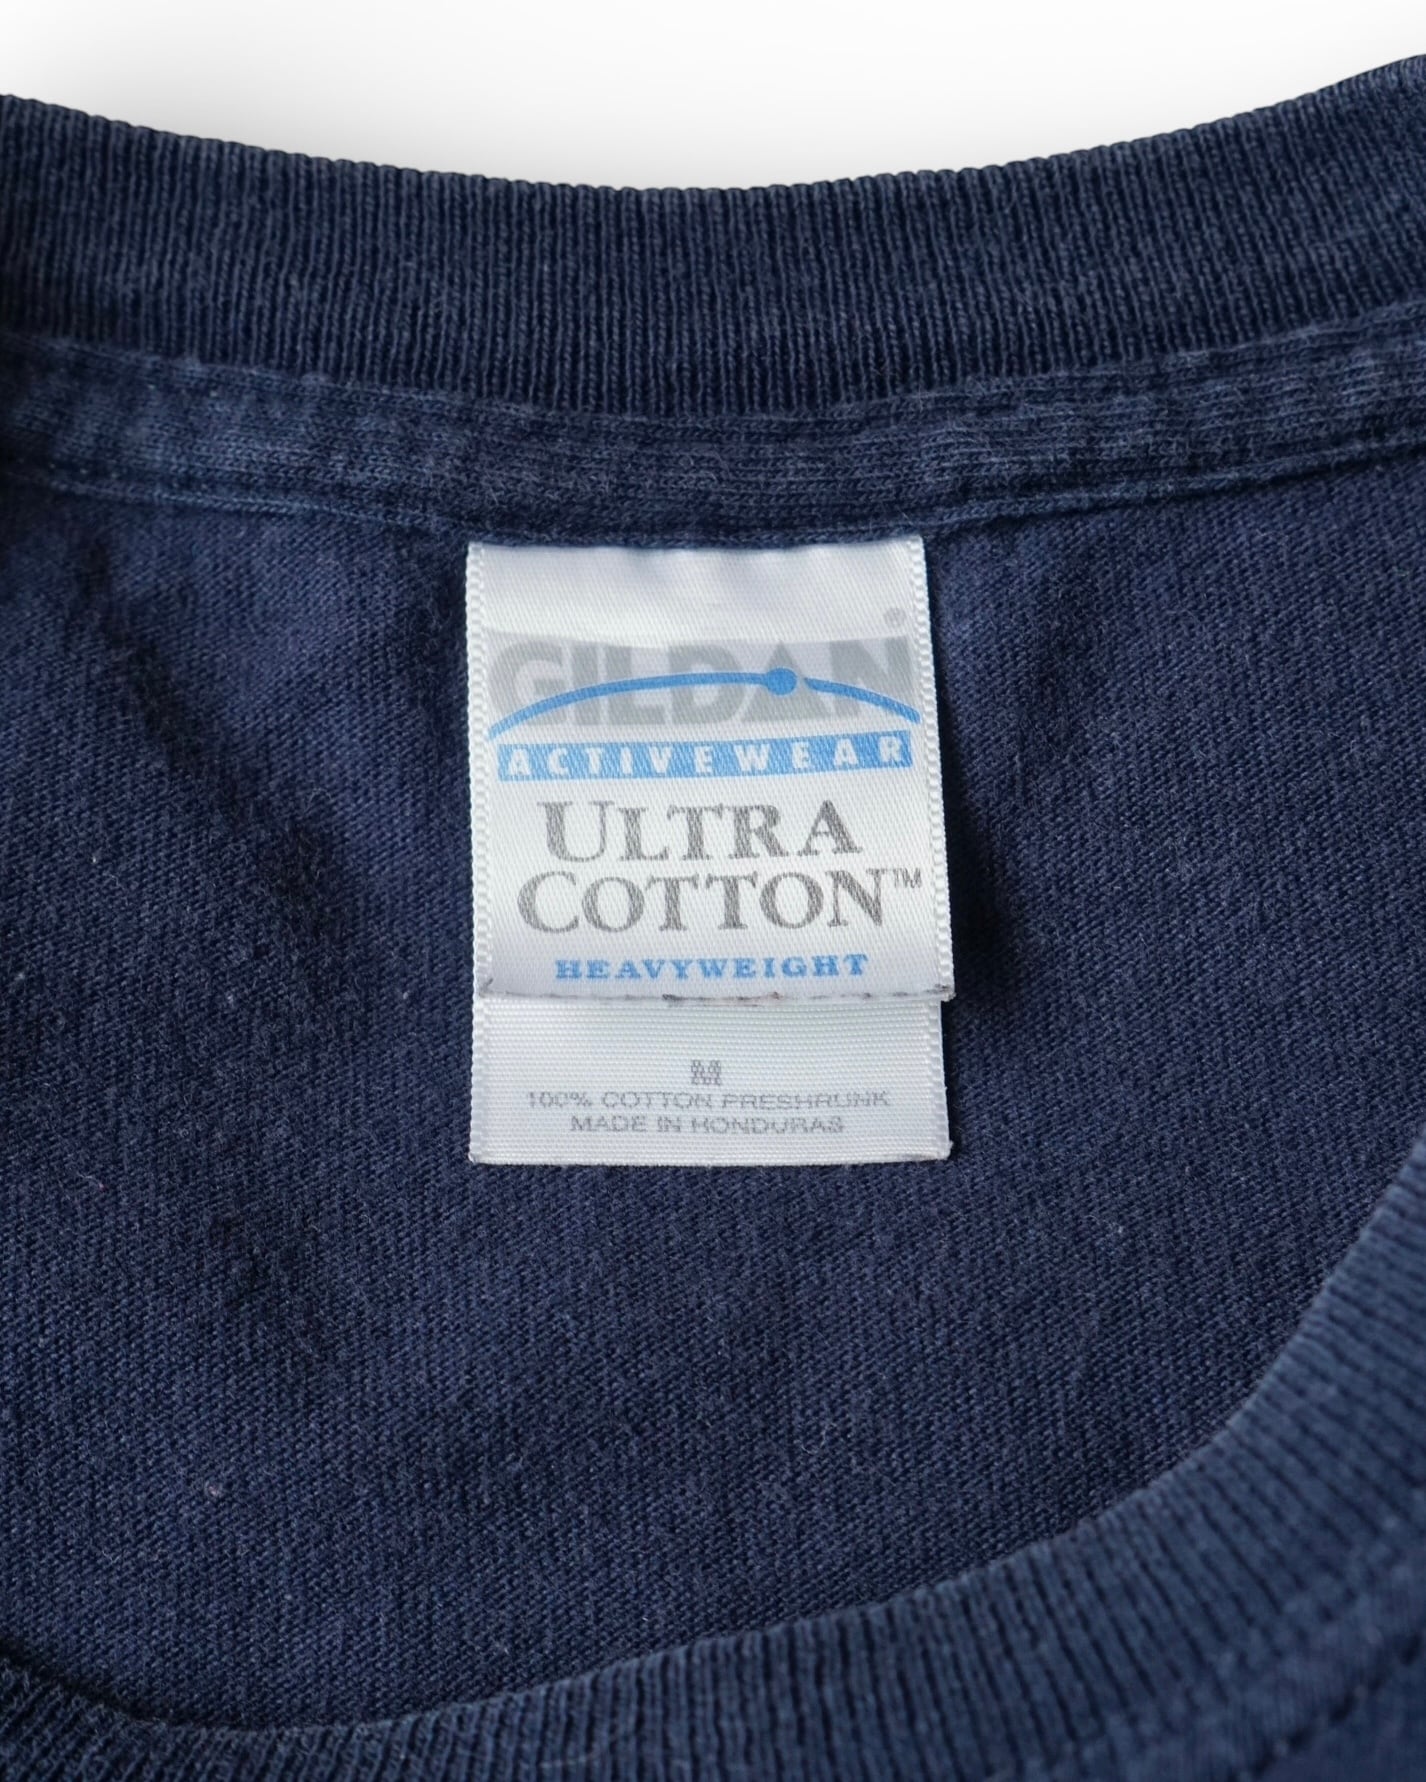 GILDAN®
ACTIVEWEAR
ULTRA
COTTON™
HEAVYWEIGHT
M
100% COTTON PRESHRUNK
MADE IN HONDURAS